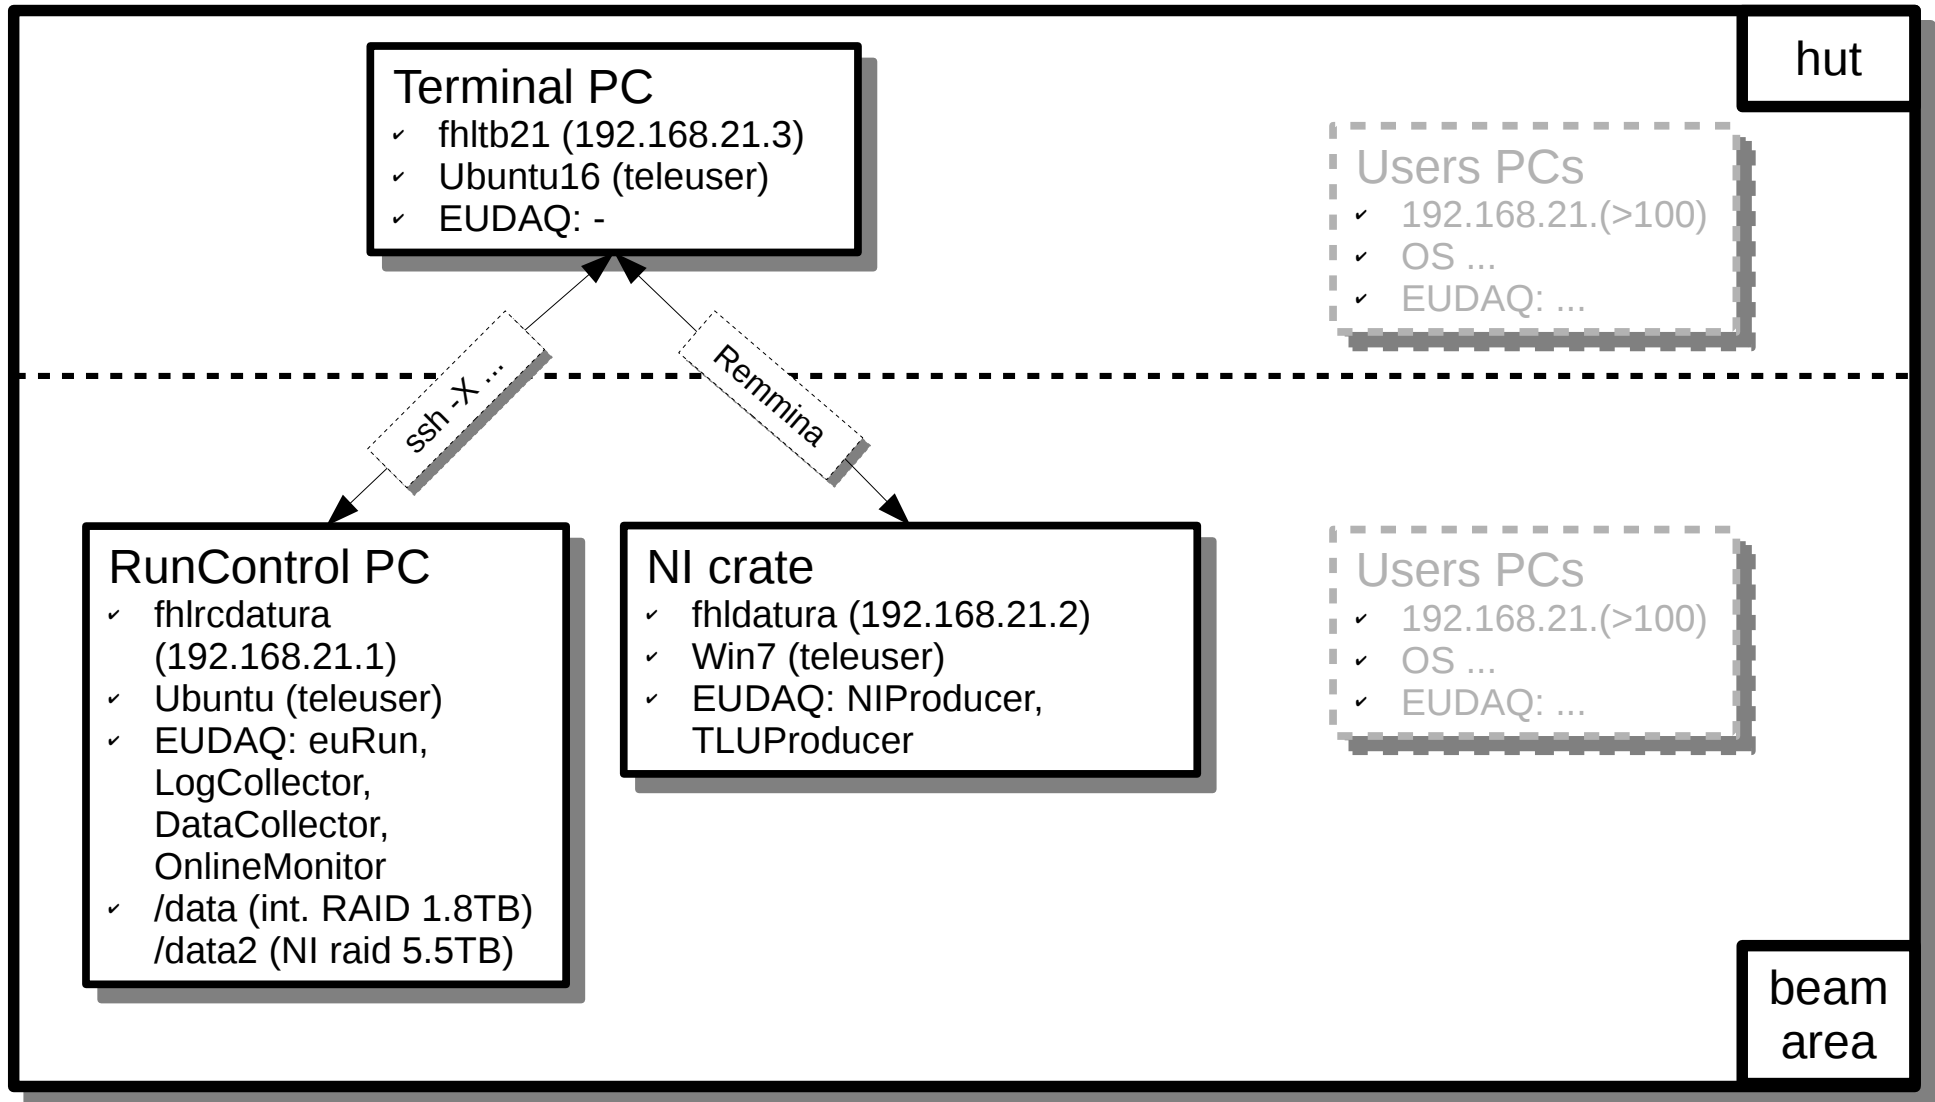 hut
Terminal PC
✔ fhltb21 (192.168.21.3)
✔ Ubuntu16 (teleuser)
✔ EUDAQ: -
Users PCs
✔ 192.168.21.(>100)
✔ OS ...
✔ EUDAQ: ...
ssh -X ...
Remmina
RunControl PC
✔ fhlrcdatura
(192.168.21.1)
✔ Ubuntu (teleuser)
✔ EUDAQ: euRun,
LogCollector,
DataCollector,
OnlineMonitor
✔ /data (int. RAID 1.8TB)
/data2 (NI raid 5.5TB)
NI crate
✔ fhldatura (192.168.21.2)
✔ Win7 (teleuser)
✔ EUDAQ: NIProducer,
TLUProducer
Users PCs
✔ 192.168.21.(>100)
✔ OS ...
✔ EUDAQ: ...
beam
area